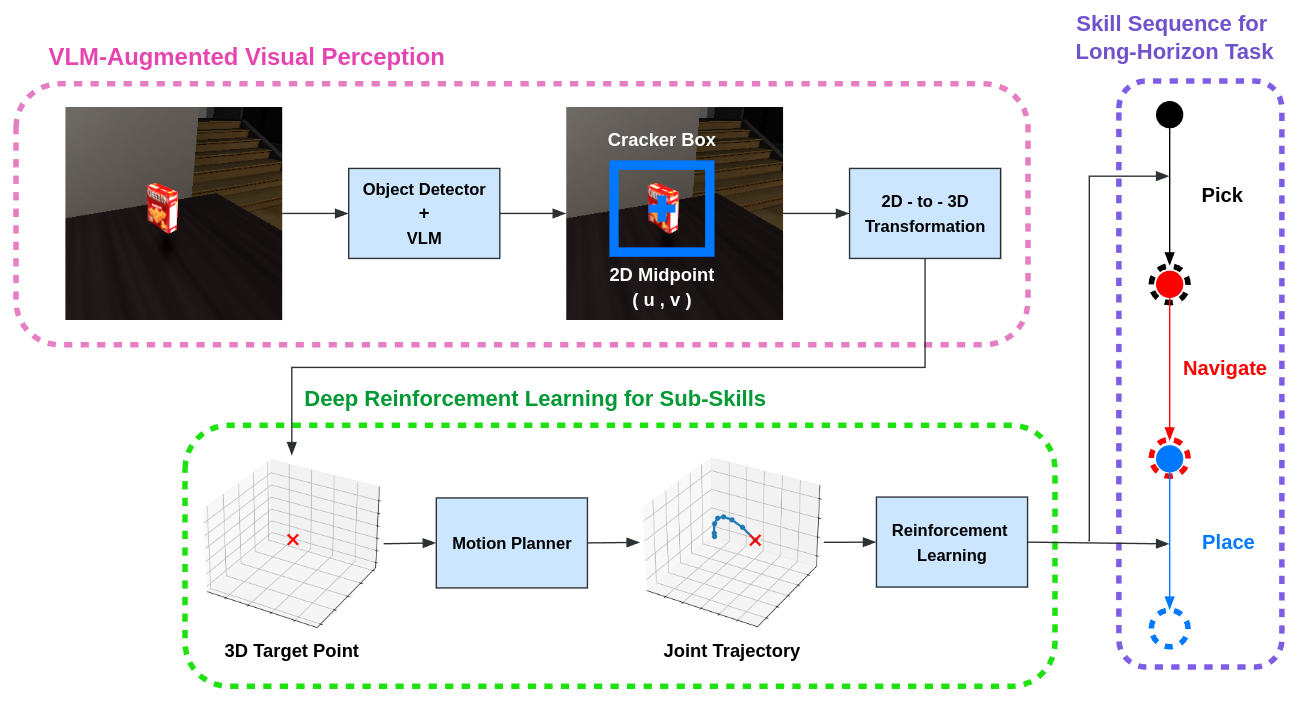 VLM-Augmented Visual Perception
Skill Sequence for
Long-Horizon Task
Object Detector
+
VLM
Cracker Box
2D Midpoint
( u , v )
2D - to - 3D
Transformation
Pick
Navigate
Place
Deep Reinforcement Learning for Sub-Skills
3D Target Point
Motion Planner
Joint Trajectory
Reinforcement
Learning